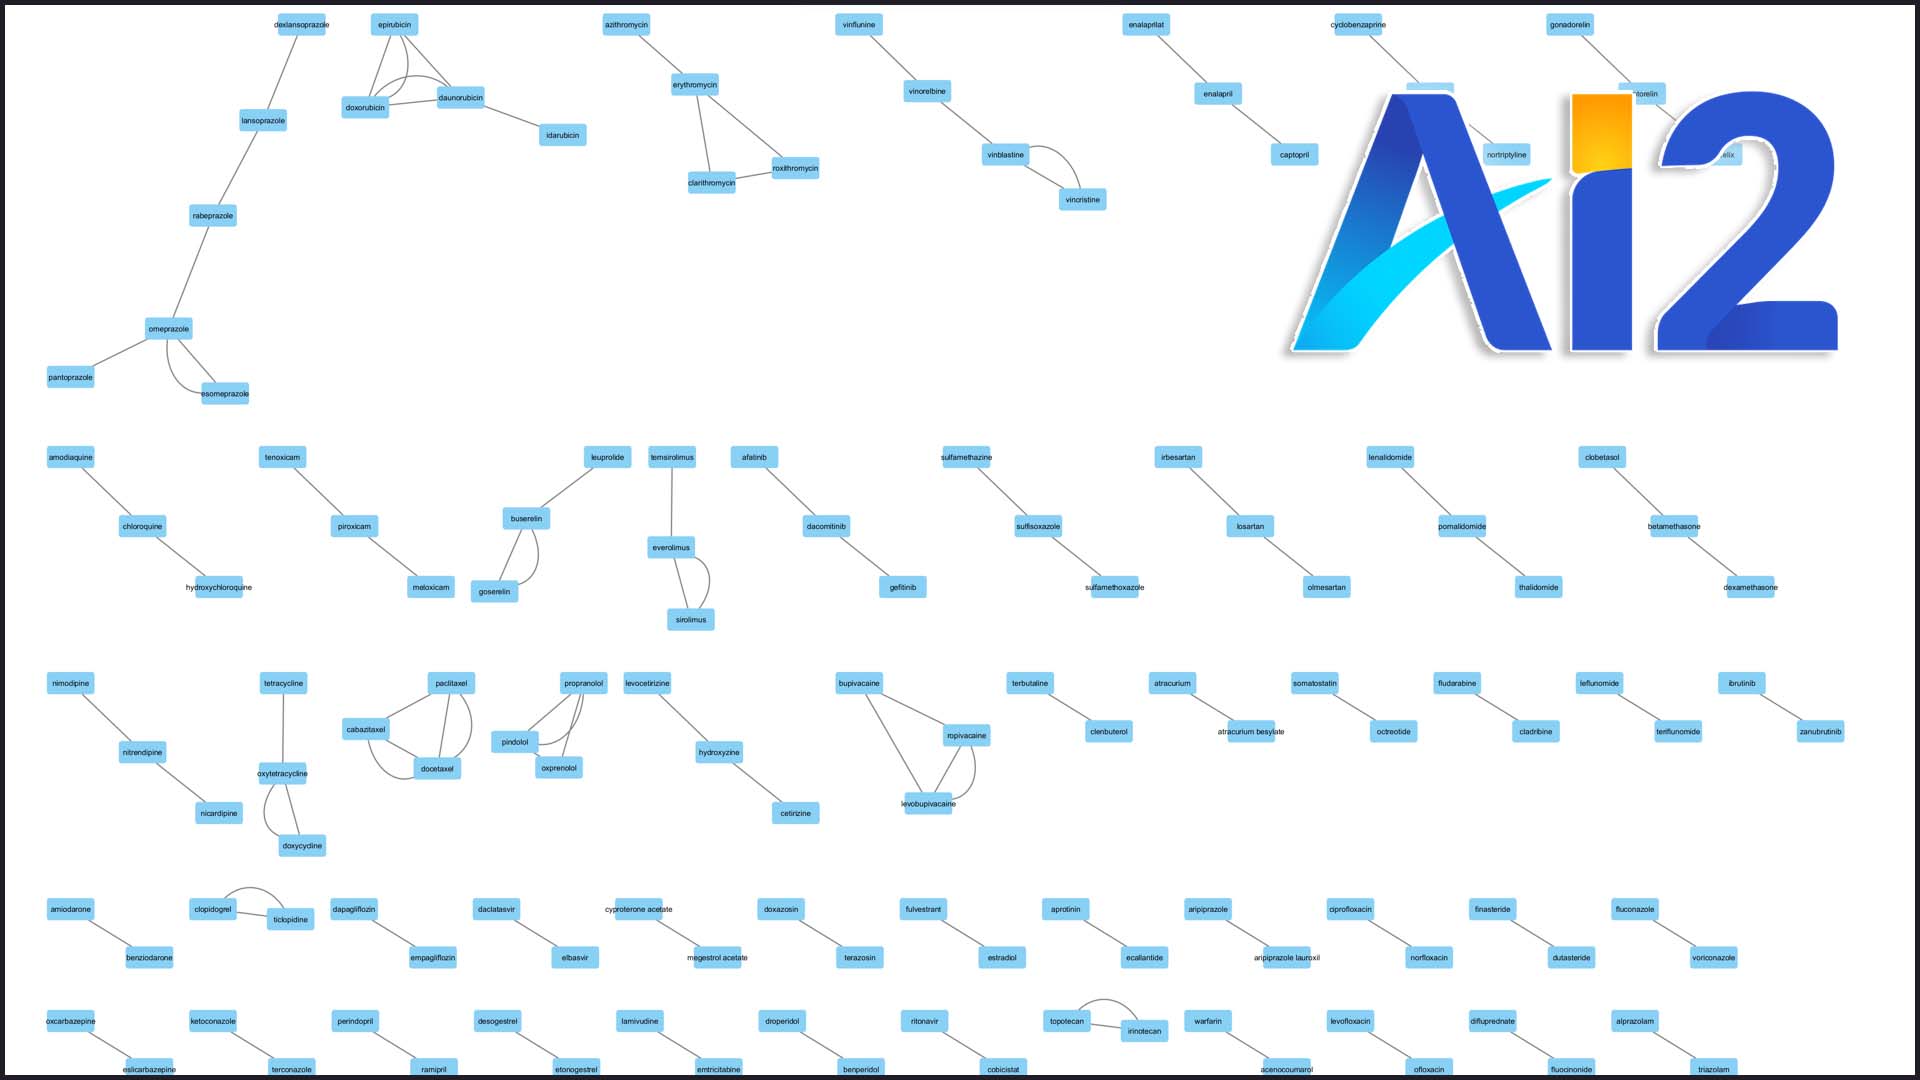 dexlansoprazole
epirubicin
azithromycin
vinflunine
enalaprilat
cyclobenzaprine
gonadorelin
erythromycin
vinorelbine
enalapril
daunorubicin
doxorubicin
lansoprazole
idarubicin
Ai2
vinblastine
captopril
nortriptyline
roxithromycin
clarithromycin
vincristine
rabeprazole
omeprazole
pantoprazole
esomeprazole
amodiaquine
tenoxicam
leuprolide
temsirolimus
afatinib
sulfamethazine
irbesartan
lenalidomide
clobetasol
chloroquine
piroxicam
buserelin
everolimus
dacomitinib
sulfisoxazole
losartan
pomalidomide
betamethasone
hydroxychloroquine
meloxicam
goserelin
sirolimus
gefitinib
sulfamethoxazole
olmesartan
thalidomide
dexamethasone
nimodipine
tetracycline
paclitaxel
propranolol
levocetirizine
bupivacaine
terbutaline
atracurium
somatostatin
fludarabine
leflunomide
ibrutinib
cabazitaxel
pindolol
ropivacaine
clenbuterol
atracurium besylate
octreotide
cladribine
teriflunomide
zanubrutinib
nitrendipine
oxytetracycline
docetaxel
oxprenolol
hydroxyzine
levobupivacaine
nicardipine
cetirizine
doxycycline
amiodarone
clopidogrel
ticlopidine
dapagliflozin
daclatasvir
cyproterone acetate
doxazosin
fulvestrant
aprotinin
aripiprazole
ciprofloxacin
finasteride
fluconazole
benziodarone
empagliflozin
elbasvir
megestrol acetate
terazosin
estradiol
ecallantide
aripiprazole lauroxil
norfloxacin
dutasteride
voriconazole
oxcarbazepine
ketoconazole
perindopril
desogestrel
lamivudine
droperidol
ritonavir
topotecan
irinotecan
warfarin
levofloxacin
difluprednate
alprazolam
eslicarbazepine
terconazole
ramipril
etonogestrel
emtricitabine
benperidol
cobicistat
acenocoumarol
ofloxacin
fluocinonide
triazolam